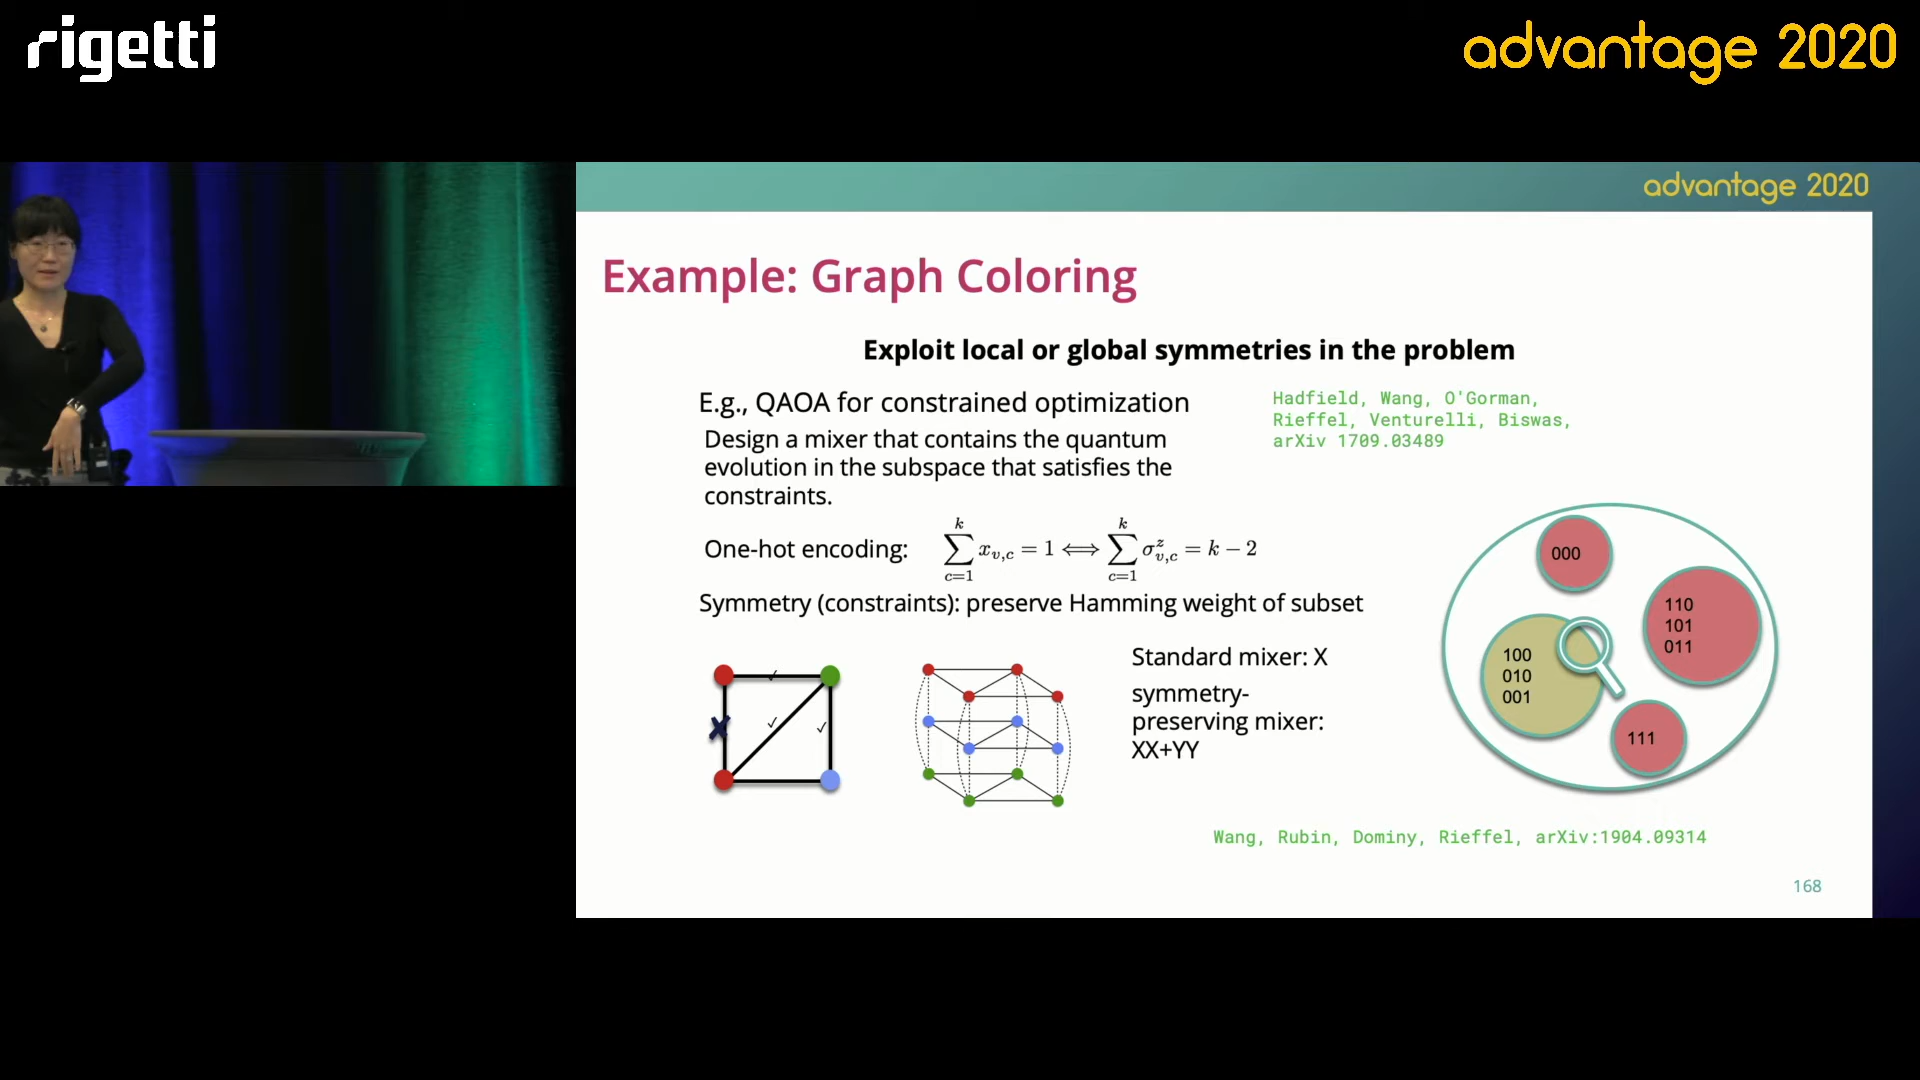 rigetti
advantage 2020
advantage 2020
Example: Graph Coloring
Exploit local or global symmetries in the problem
E.g., QAOA for constrained optimization
Design a mixer that contains the quantum
evolution in the subspace that satisfies the
constraints.
Hadfield, Wang, O'Gorman,
Rieffel, Venturelli, Biswas,
arXiv 1709.03489
One-hot encoding: $\sum_{c=1}^{k} x_{v,c} = 1 \Longleftrightarrow \sum_{c=1}^{k} \sigma^z_{v,c} = k - 2$
Symmetry (constraints): preserve Hamming weight of subset
Standard mixer: X
symmetry-
preserving mixer:
XX+YY
000
110
101
011
100
010
001
111
Wang, Rubin, Dominy, Rieffel, arXiv:1904.09314
168